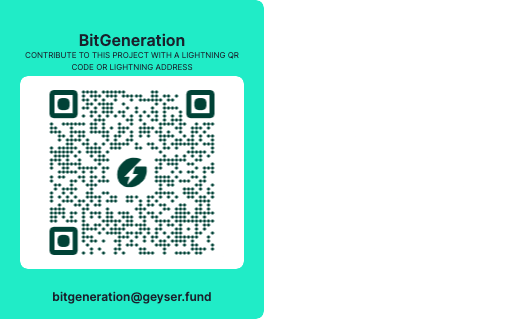 BitGeneration
CONTRIBUTE TO THIS PROJECT WITH A LIGHTNING QR
CODE OR LIGHTNING ADDRESS
bitgeneration@geyser.fund